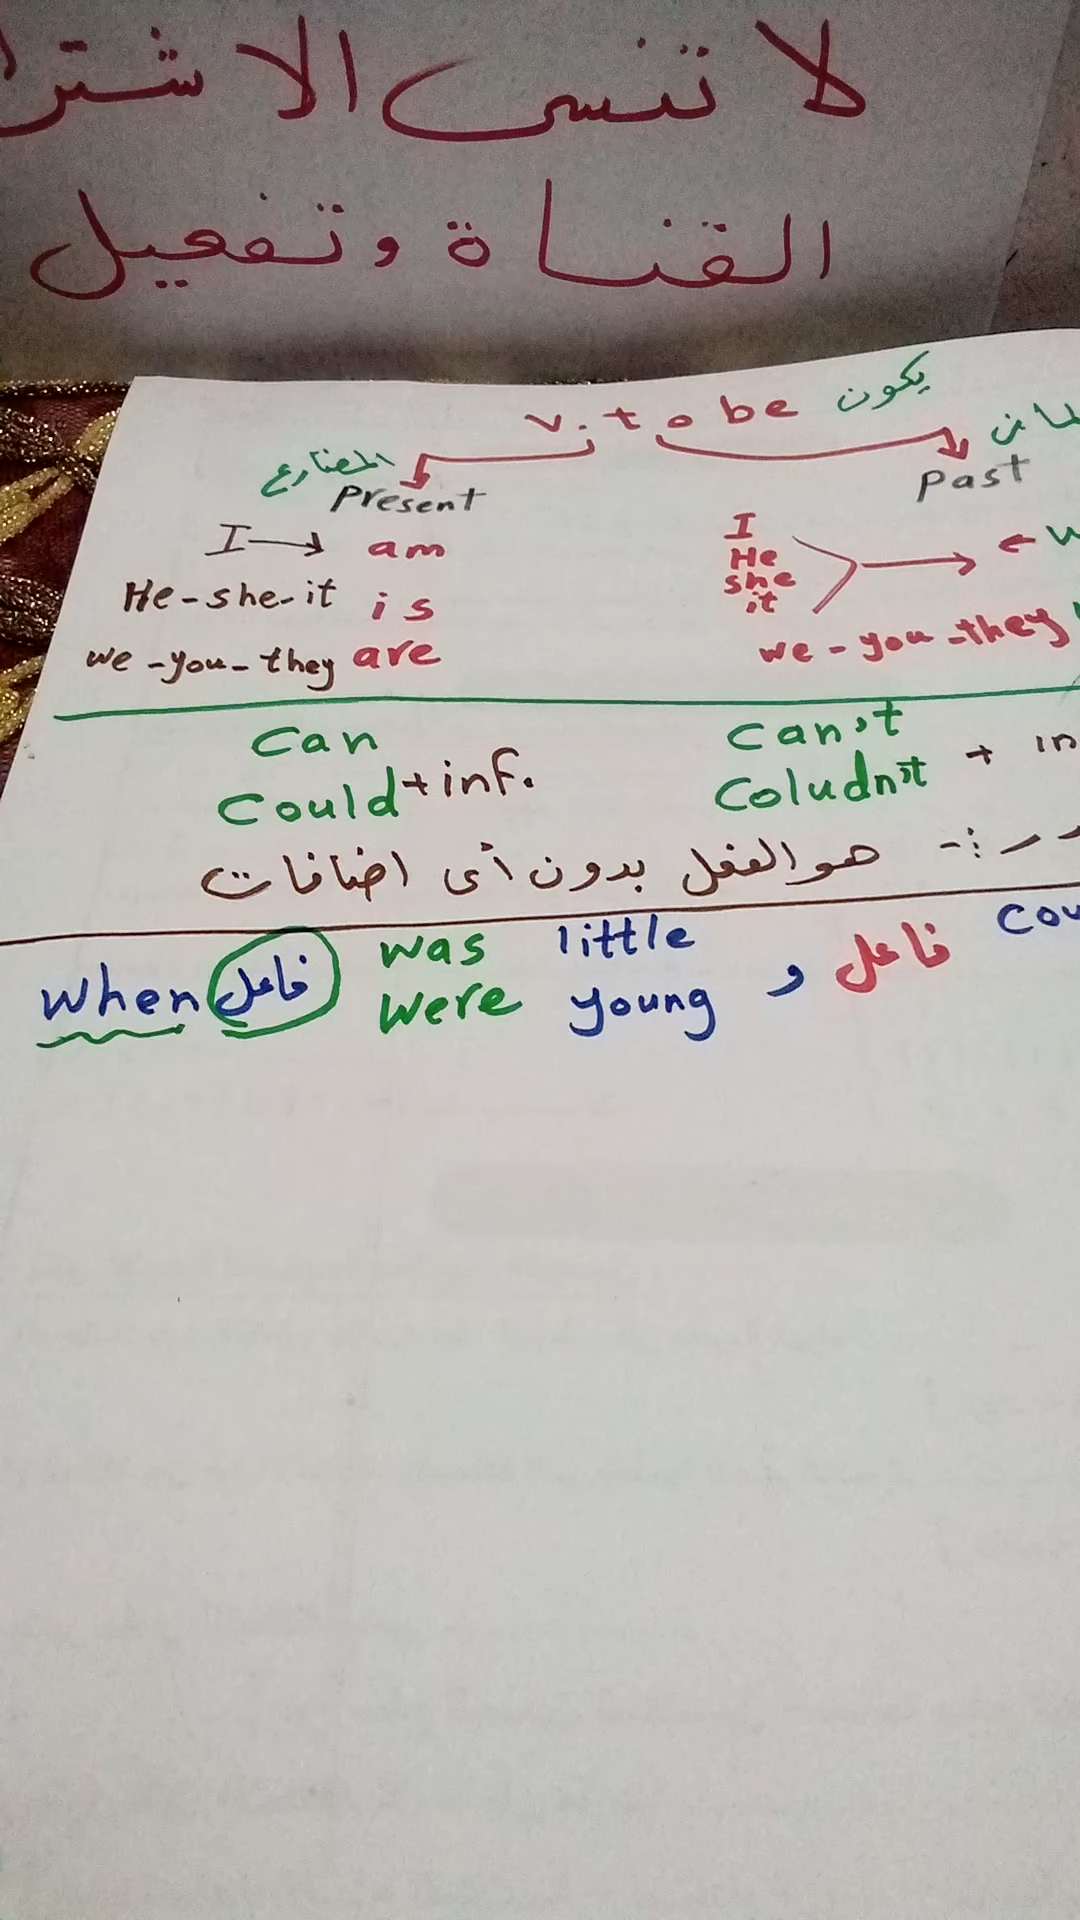 لا تنس الاشترا
القناة وتفعيل
v. to be يكون
المضارع
Present
Past
I → am
He - she - it is
we - you - they are
I
He
she
it
we - you - they
Can
Could + inf.
Can't
Coludn't + in
هو الفعل بدون أى اضافات
when فاعل was were little young , فاعل cou